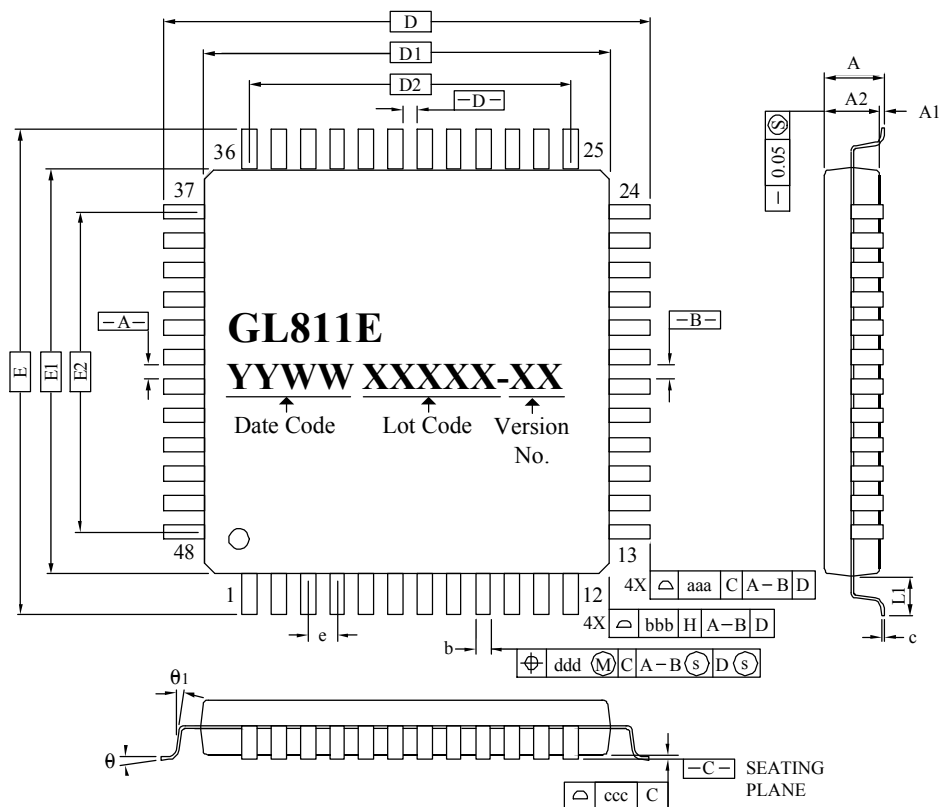 D
D1
D2
−D−
A
A2
A1
− 0.05 Ⓢ
36
25
37
24
−A−
−B−
E
E1
E2
GL811E
YYWW XXXXX-XX
Date Code
Lot Code
Version
No.
48
13
1
12
4X ⌓ aaa C A−B D
4X ⌓ bbb H A−B D
e
b
⌖ ddd Ⓜ C A−B ⓢ D ⓢ
L1
c
θ1
θ
−C− SEATING
PLANE
⌓ ccc C